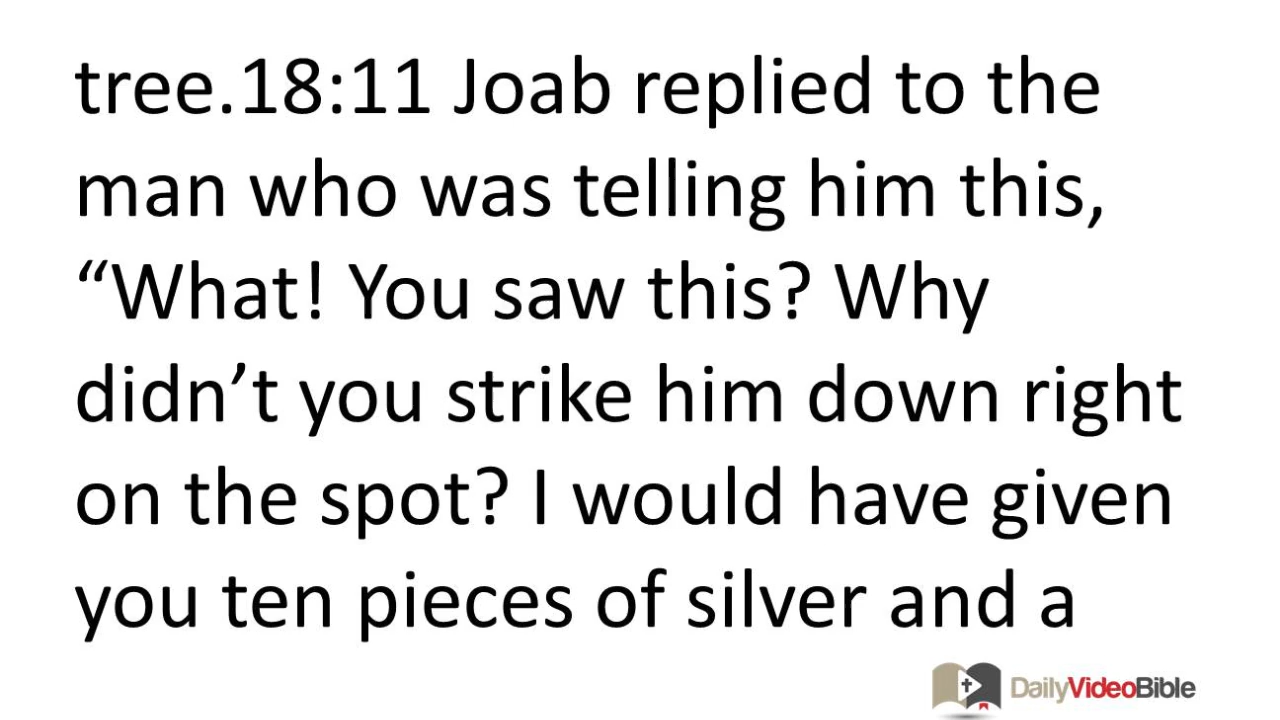 tree.18:11 Joab replied to the
man who was telling him this,
“What! You saw this? Why
didn’t you strike him down right
on the spot? I would have given
you ten pieces of silver and a
DailyVideoBible